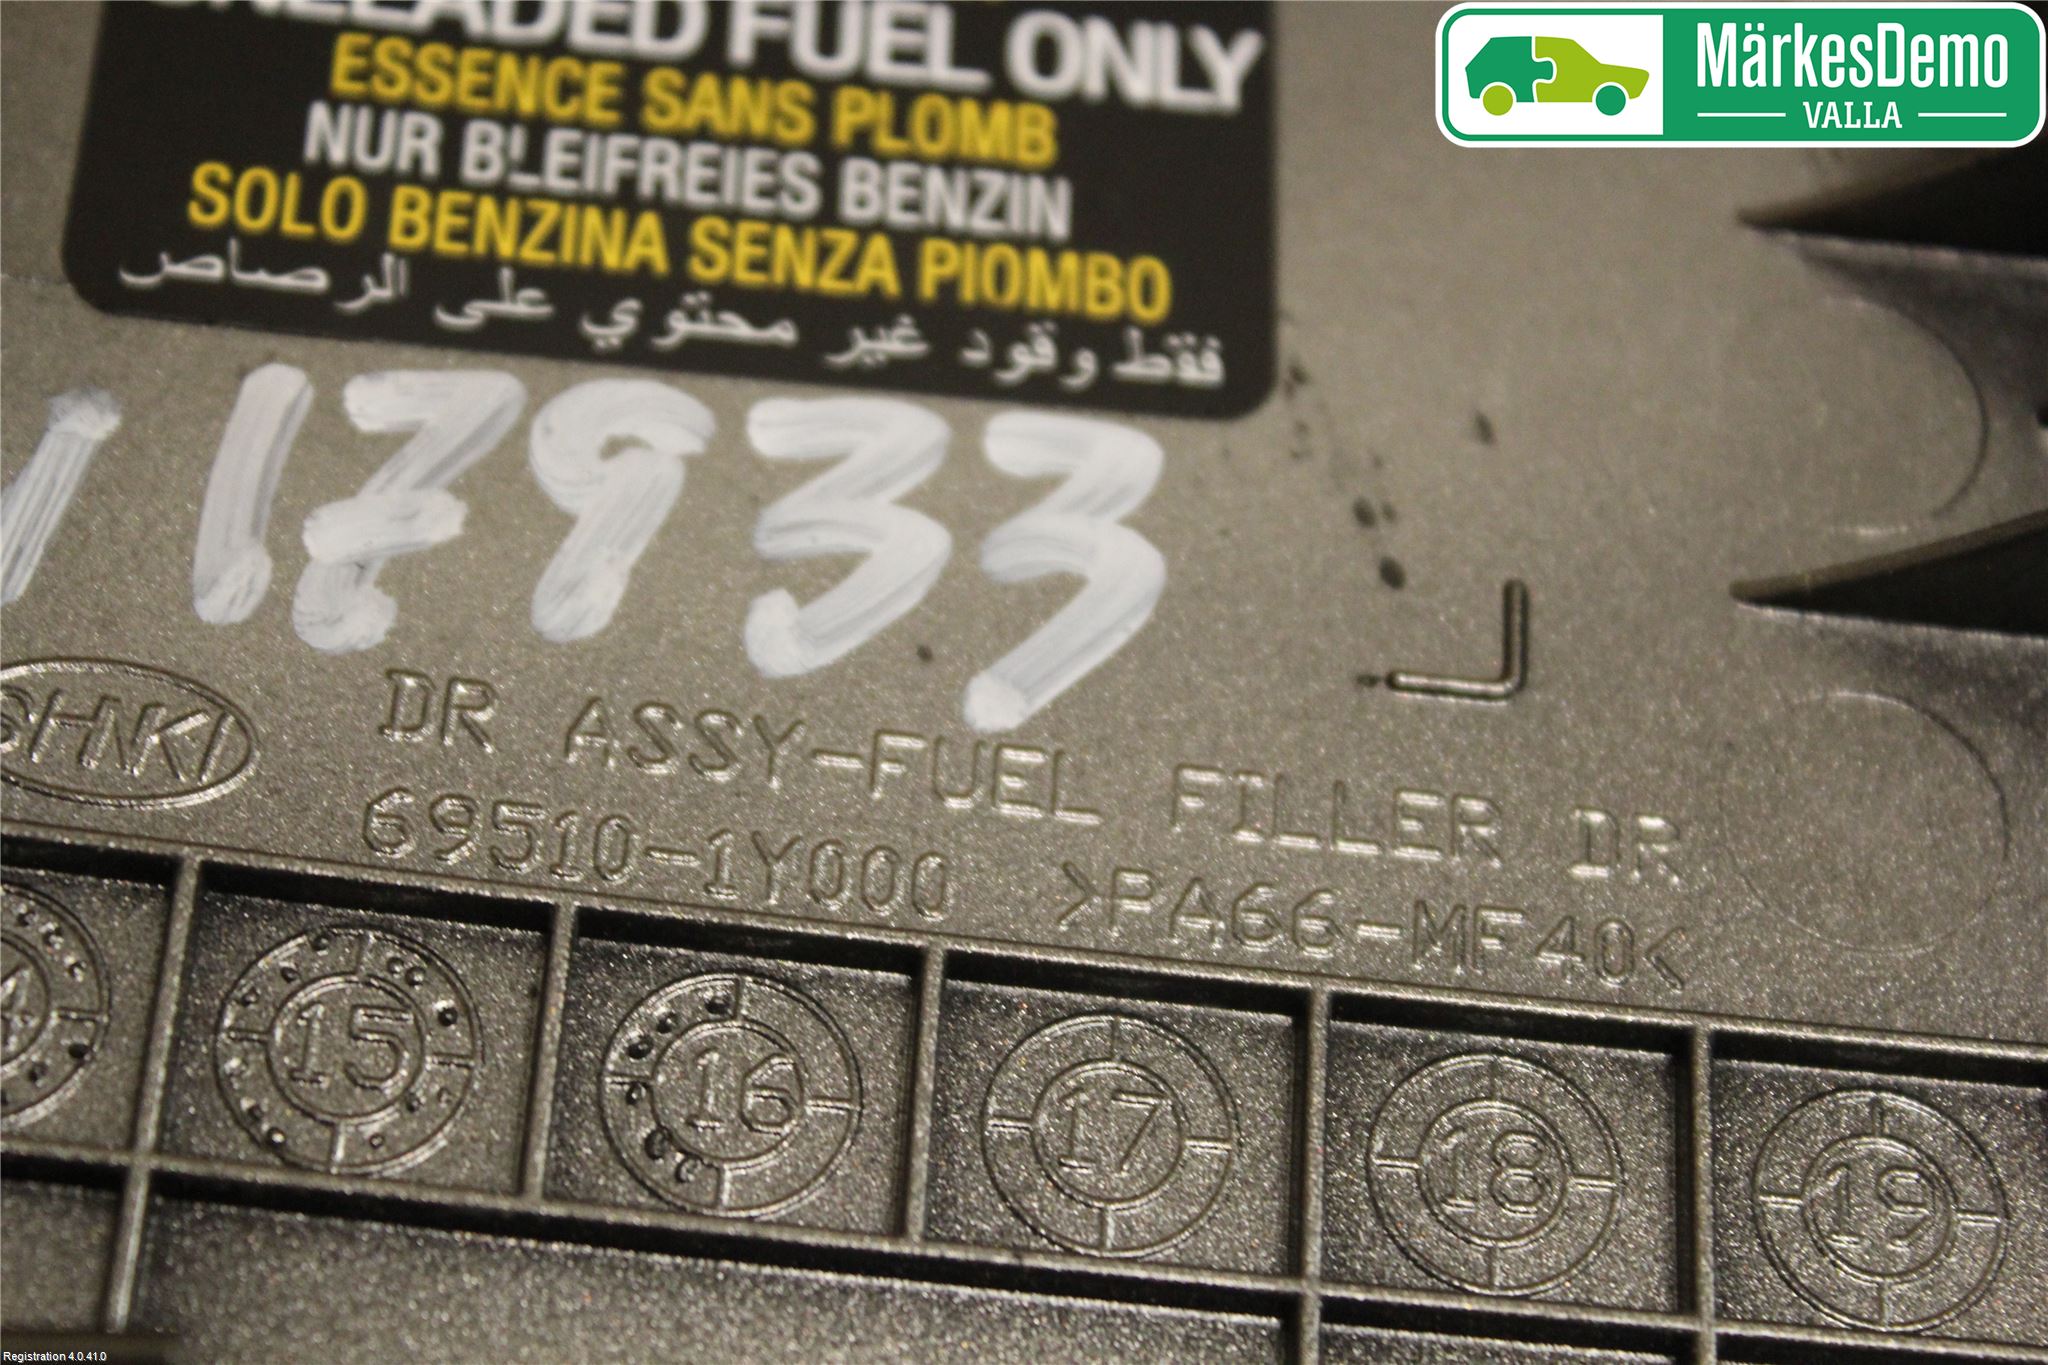 FUEL ONLY
ESSENCE SANS PLOMB
NUR BLEIFREIES BENZIN
SOLO BENZINA SENZA PIOMBO
فقط وقود غير محتوي على الرصاص
MärkesDemo
VALLA
17933
DR ASSY-FUEL FILLER DR
69510-1Y000 >PA66-MF40<
15 16 17 18 19
Registration 4.0.41.0